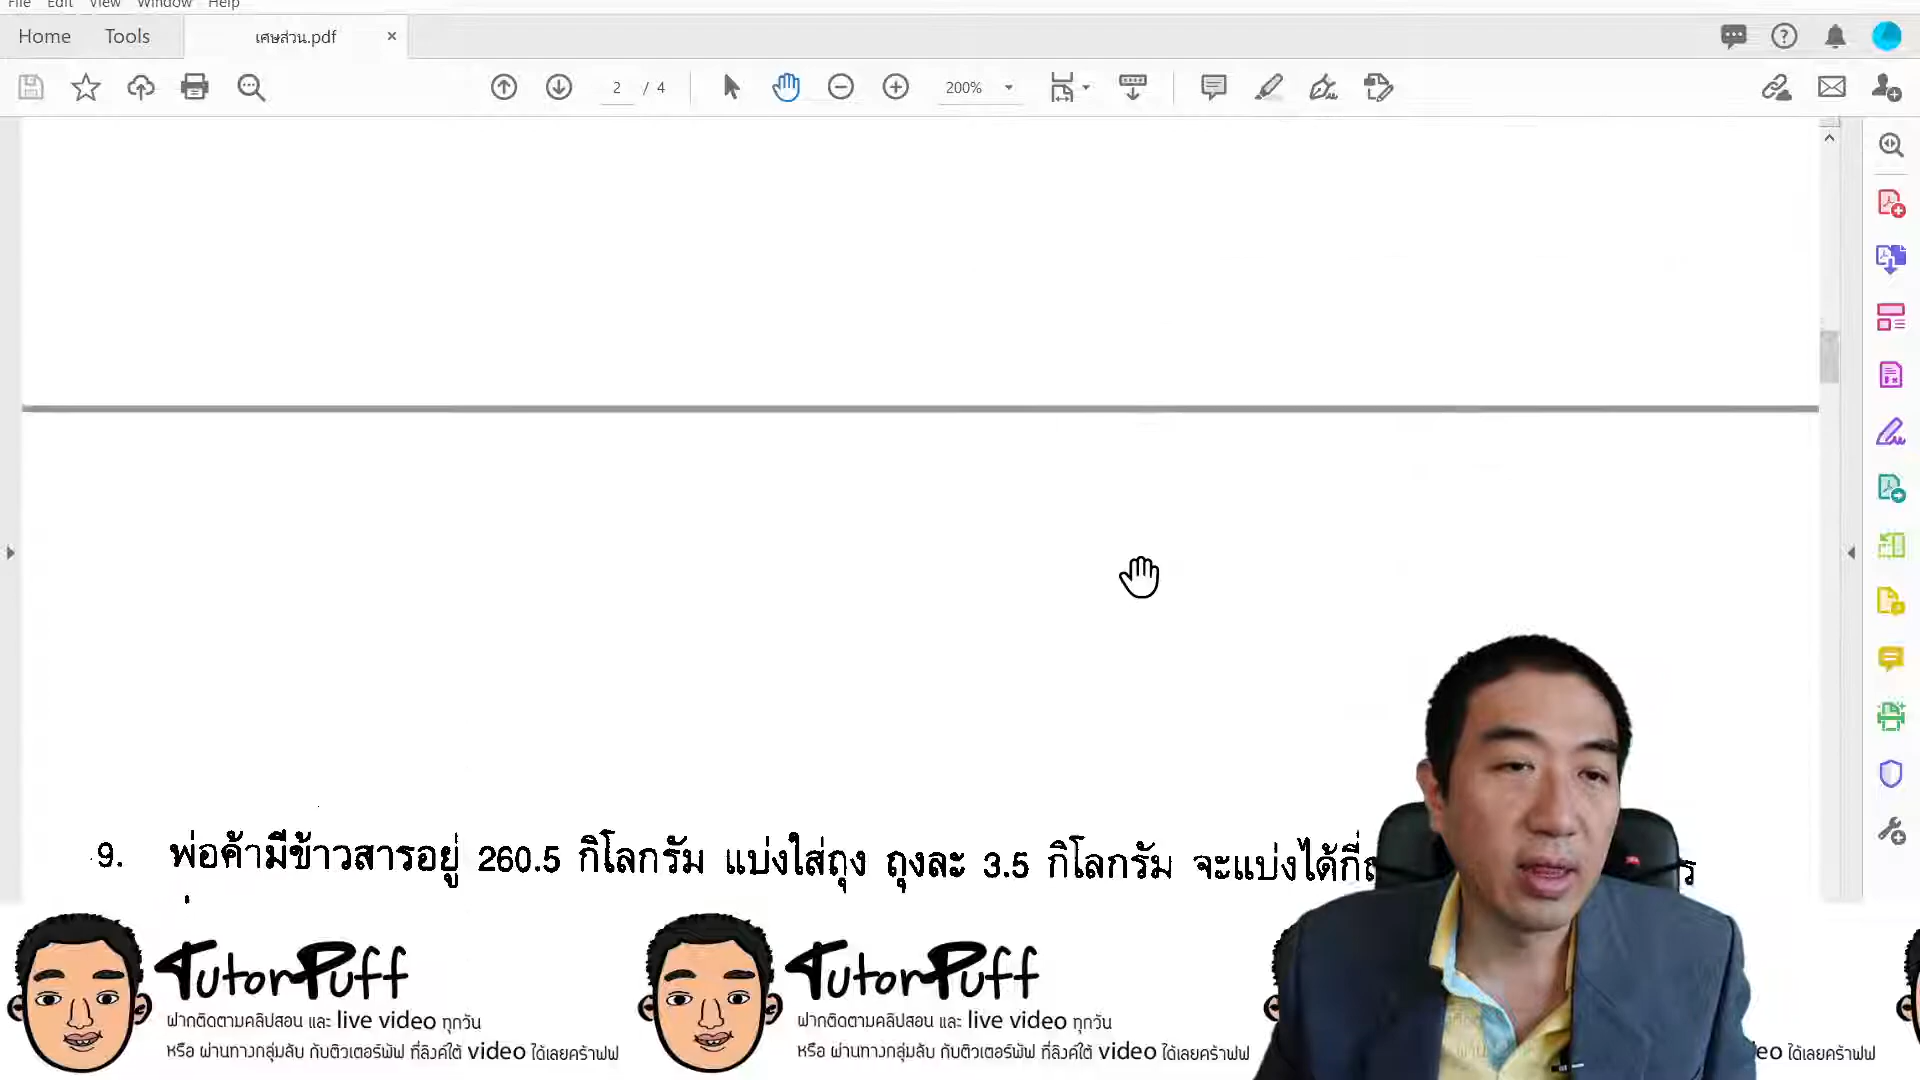 File Edit View Window Help
Home Tools เศษส่วน.pdf
2 / 4 200%
9. พ่อค้ามีข้าวสารอยู่ 260.5 กิโลกรัม แบ่งใส่ถุง ถุงละ 3.5 กิโลกรัม จะแบ่งได้กี่
TutorPuff TutorPuff
ฝากติดตามคลิปสอน และ live video ทุกวัน ฝากติดตามคลิปสอน และ live video ทุกวัน
หรือ ผ่านทางกลุ่มลับ กับติวเตอร์พัฟ ที่ลิงค์ใต้ video ได้เลยคร้าฟฟ หรือ ผ่านทางกลุ่มลับ กับติวเตอร์พัฟ ที่ลิงค์ใต้ video ได้เลยคร้าฟฟ eo ได้เลยคร้าฟฟ